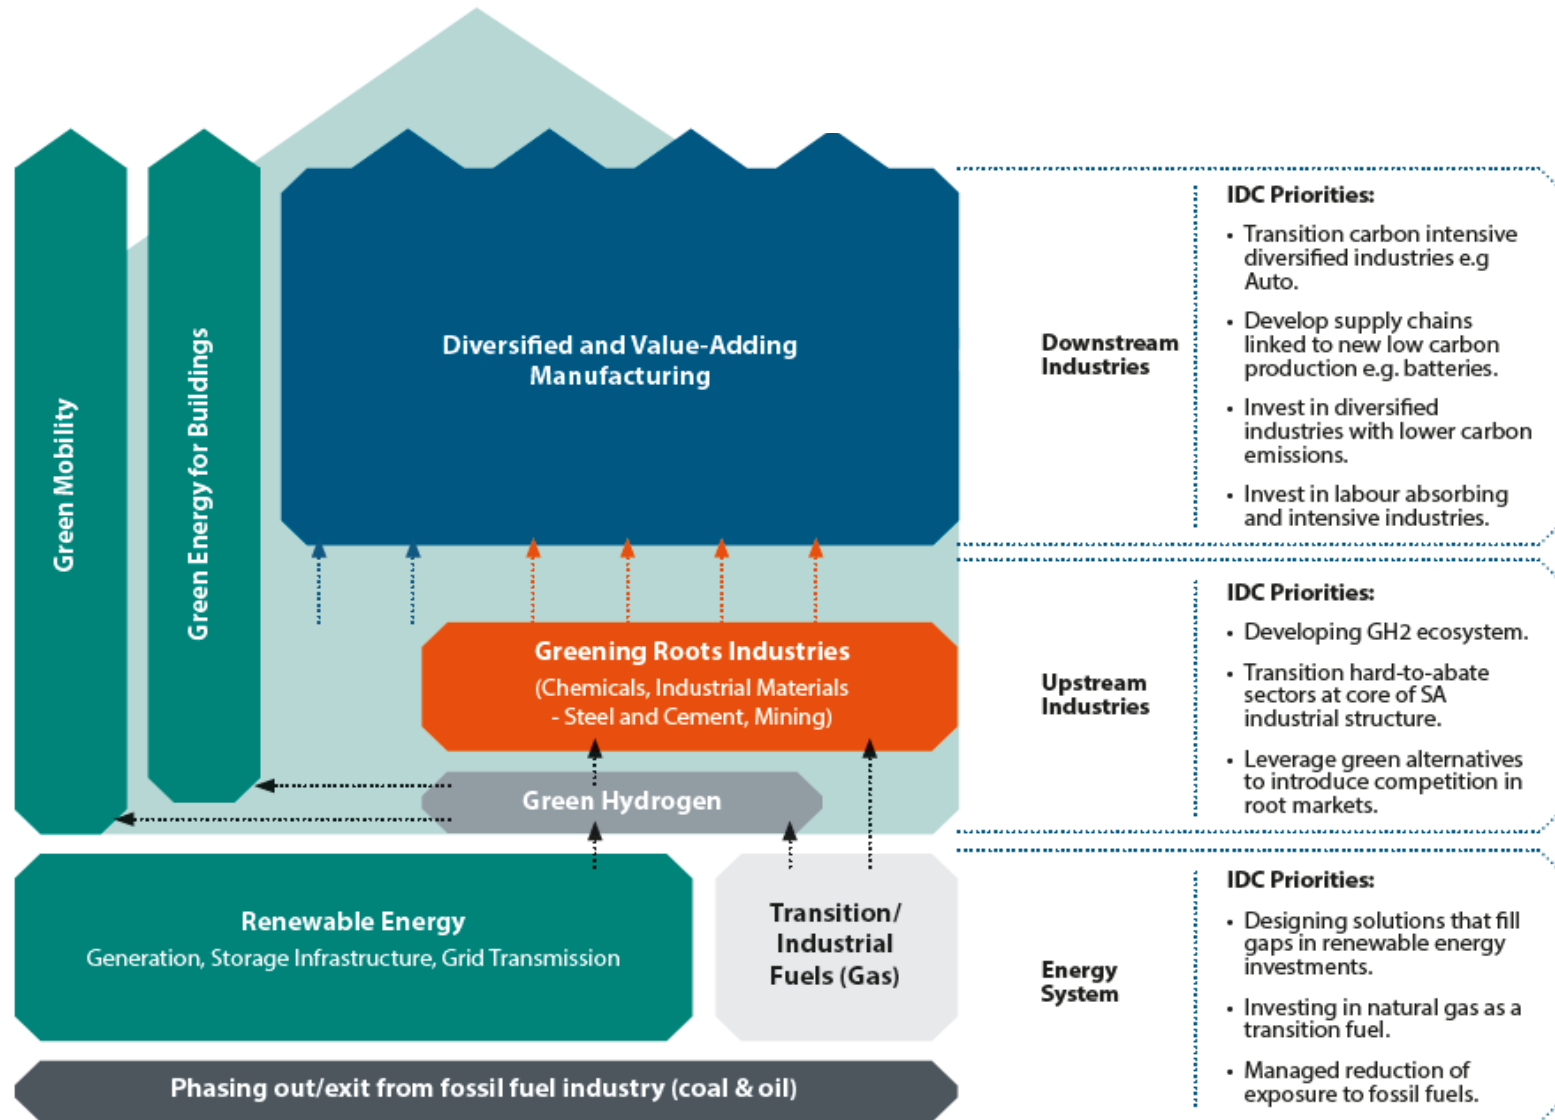 Green Mobility
Green Energy for Buildings
Diversified and Value-Adding
Manufacturing
Greening Roots Industries
(Chemicals, Industrial Materials
- Steel and Cement, Mining)
Green Hydrogen
Renewable Energy
Generation, Storage Infrastructure, Grid Transmission
Transition/
Industrial
Fuels (Gas)
Phasing out/exit from fossil fuel industry (coal & oil)
Downstream
Industries
IDC Priorities:
• Transition carbon intensive
diversified industries e.g
Auto.
• Develop supply chains
linked to new low carbon
production e.g. batteries.
• Invest in diversified
industries with lower carbon
emissions.
• Invest in labour absorbing
and intensive industries.
Upstream
Industries
IDC Priorities:
• Developing GH2 ecosystem.
• Transition hard-to-abate
sectors at core of SA
industrial structure.
• Leverage green alternatives
to introduce competition in
root markets.
Energy
System
IDC Priorities:
• Designing solutions that fill
gaps in renewable energy
investments.
• Investing in natural gas as a
transition fuel.
• Managed reduction of
exposure to fossil fuels.